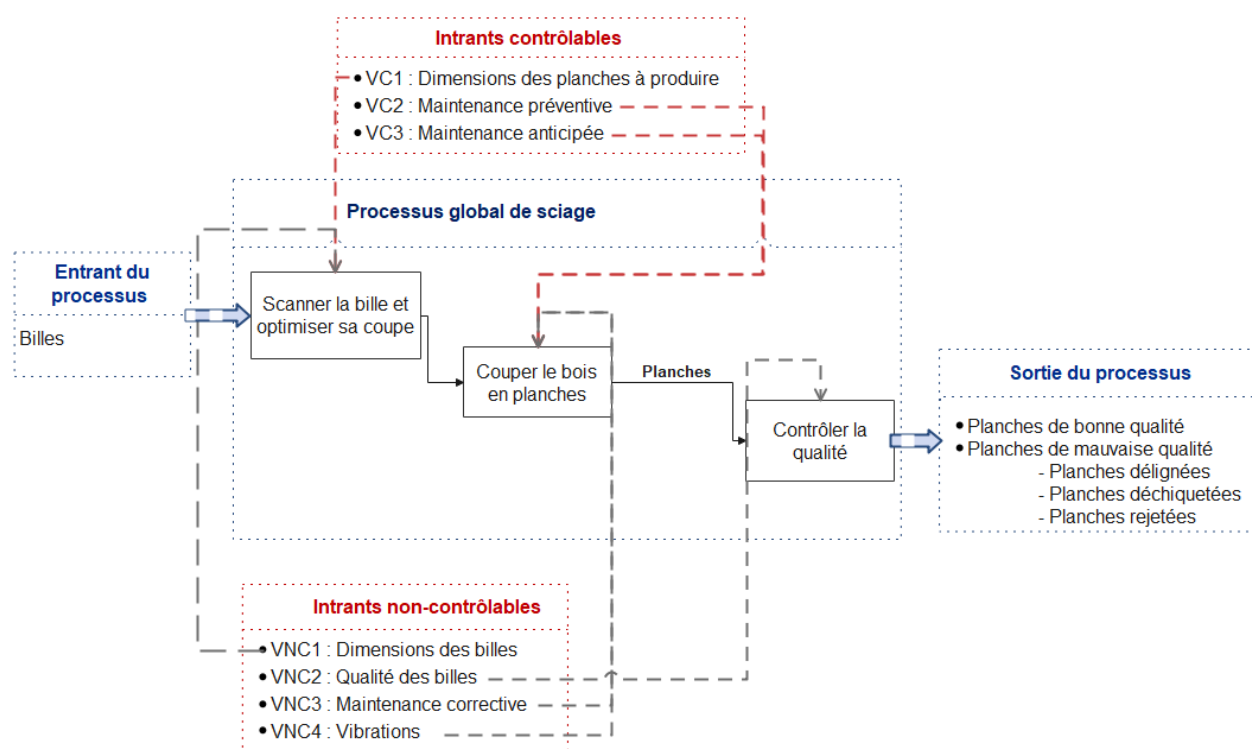 Intrants contrôlables
• VC1 : Dimensions des planches à produire
• VC2 : Maintenance préventive
• VC3 : Maintenance anticipée
Processus global de sciage
Entrant du
processus
Billes
Scanner la bille et
optimiser sa coupe
Couper le bois
en planches
Planches
Contrôler la
qualité
Sortie du processus
• Planches de bonne qualité
• Planches de mauvaise qualité
- Planches délignées
- Planches déchiquetées
- Planches rejetées
Intrants non-contrôlables
• VNC1 : Dimensions des billes
• VNC2 : Qualité des billes
• VNC3 : Maintenance corrective
• VNC4 : Vibrations